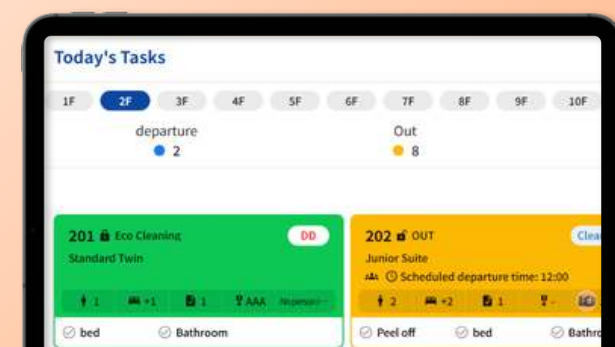 Today's Tasks
1F 2F 3F 4F 5F 6F 7F 8F 9F 10F
departure Out
2 8
201 Eco Cleaning DD
Standard Twin
1 +1 1 AAA
202 OUT Clea
Junior Suite
Scheduled departure time: 12:00
2 +2 1 -
bed Bathroom
Peel off bed Bathro